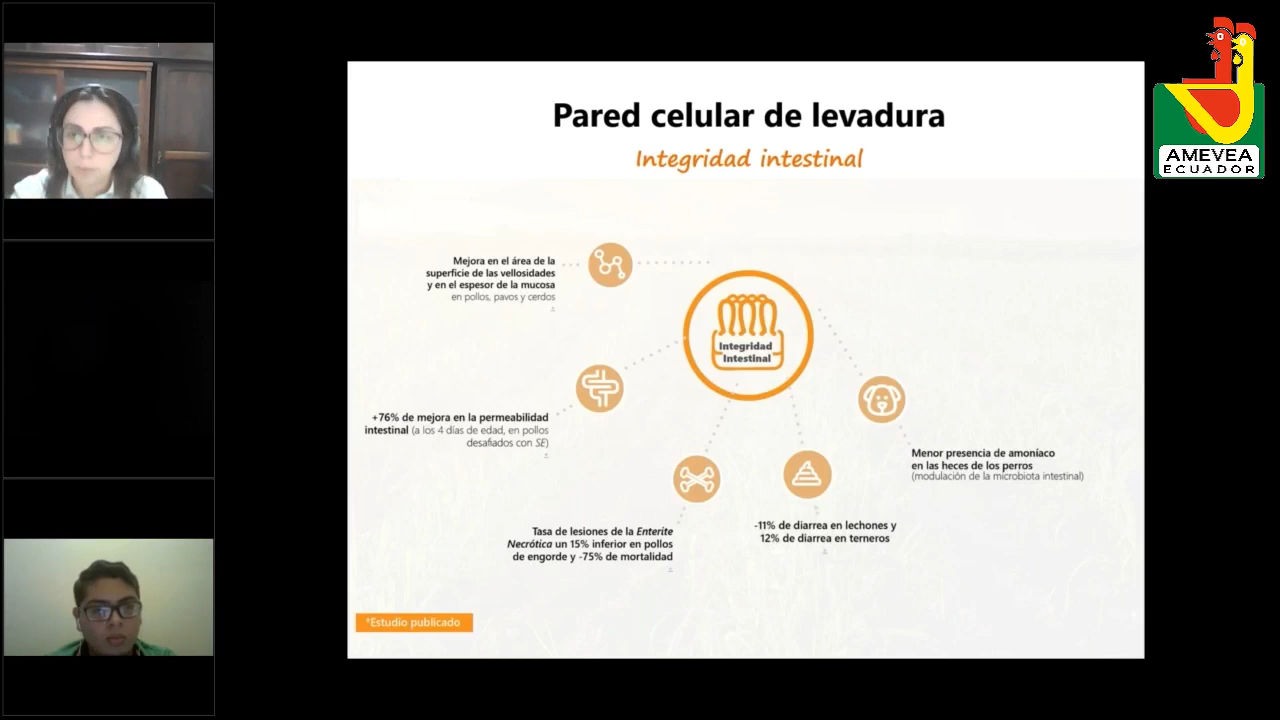 Pared celular de levadura
Integridad intestinal
Mejora en el área de la
superficie de las vellosidades
y en el espesor de la mucosa
en pollos, pavos y cerdos
Integridad
Intestinal
+76% de mejora en la permeabilidad
intestinal (a los 4 días de edad, en pollos
desafiados con SE)
Tasa de lesiones de la Enterite
Necrótica un 15% inferior en pollos
de engorde y -75% de mortalidad
-11% de diarrea en lechones y
12% de diarrea en terneros
Menor presencia de amoníaco
en las heces de los perros
(modulación de la microbiota intestinal)
*Estudio publicado
AMEVEA
ECUADOR